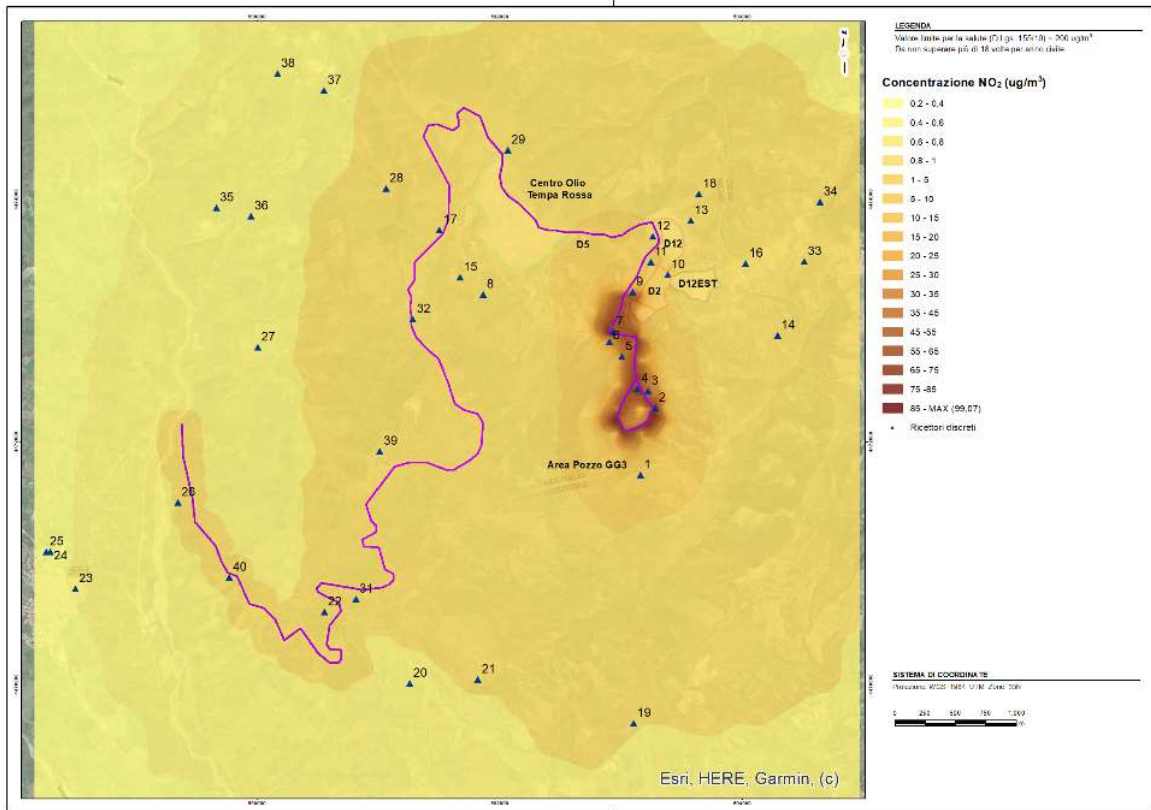 LEGENDA
Valore limite per la salute (D.Lgs. 155/10) = 200 ug/m³
Da non superare più di 18 volte per anno civile
Concentrazione NO₂ (ug/m³)
0,2 - 0,4
0,4 - 0,6
0,6 - 0,8
0,8 - 1
1 - 5
5 - 10
10 - 15
15 - 20
20 - 25
25 - 30
30 - 35
35 - 45
45 -55
55 - 65
65 - 75
75 -85
85 - MAX (99,07)
Ricettori discreti
38
37
29
28
Centro Olio
Tempa Rossa
18
34
35
36
13
17
12
D12
D5
11
16
33
10
15
D12EST
8
9
D2
32
7
14
6
27
5
4
3
2
39
Area Pozzo GG3
1
26
25
24
40
23
31
22
20
21
19
Esri, HERE, Garmin, (c)
SISTEMA DI COORDINATE
Proiezione: WGS 1984 UTM Zone 33N
0 250 500 750 1.000
m